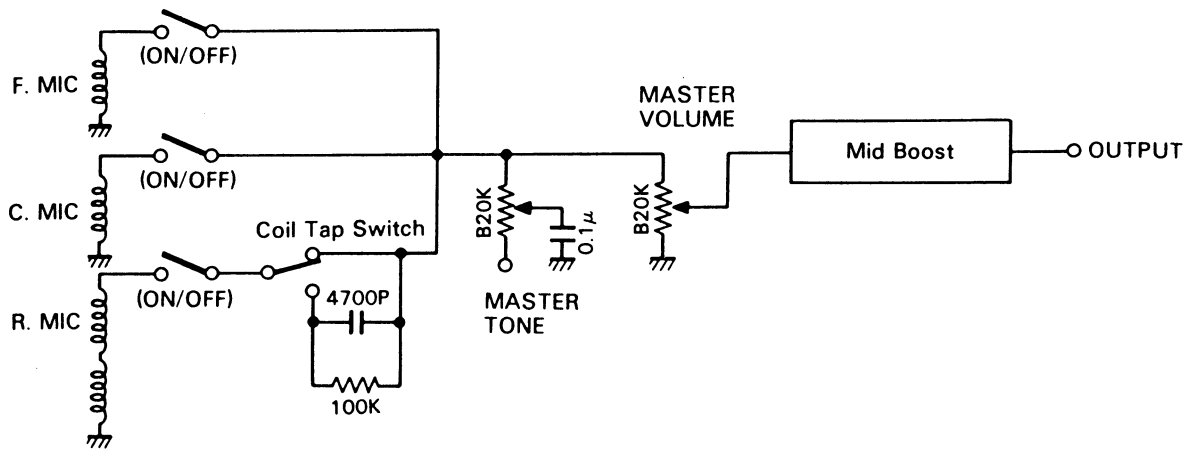 F. MIC
(ON/OFF)
C. MIC
(ON/OFF)
R. MIC
(ON/OFF)
Coil Tap Switch
4700P
100K
B20K
0.1μ
MASTER
TONE
MASTER
VOLUME
B20K
Mid Boost
OUTPUT